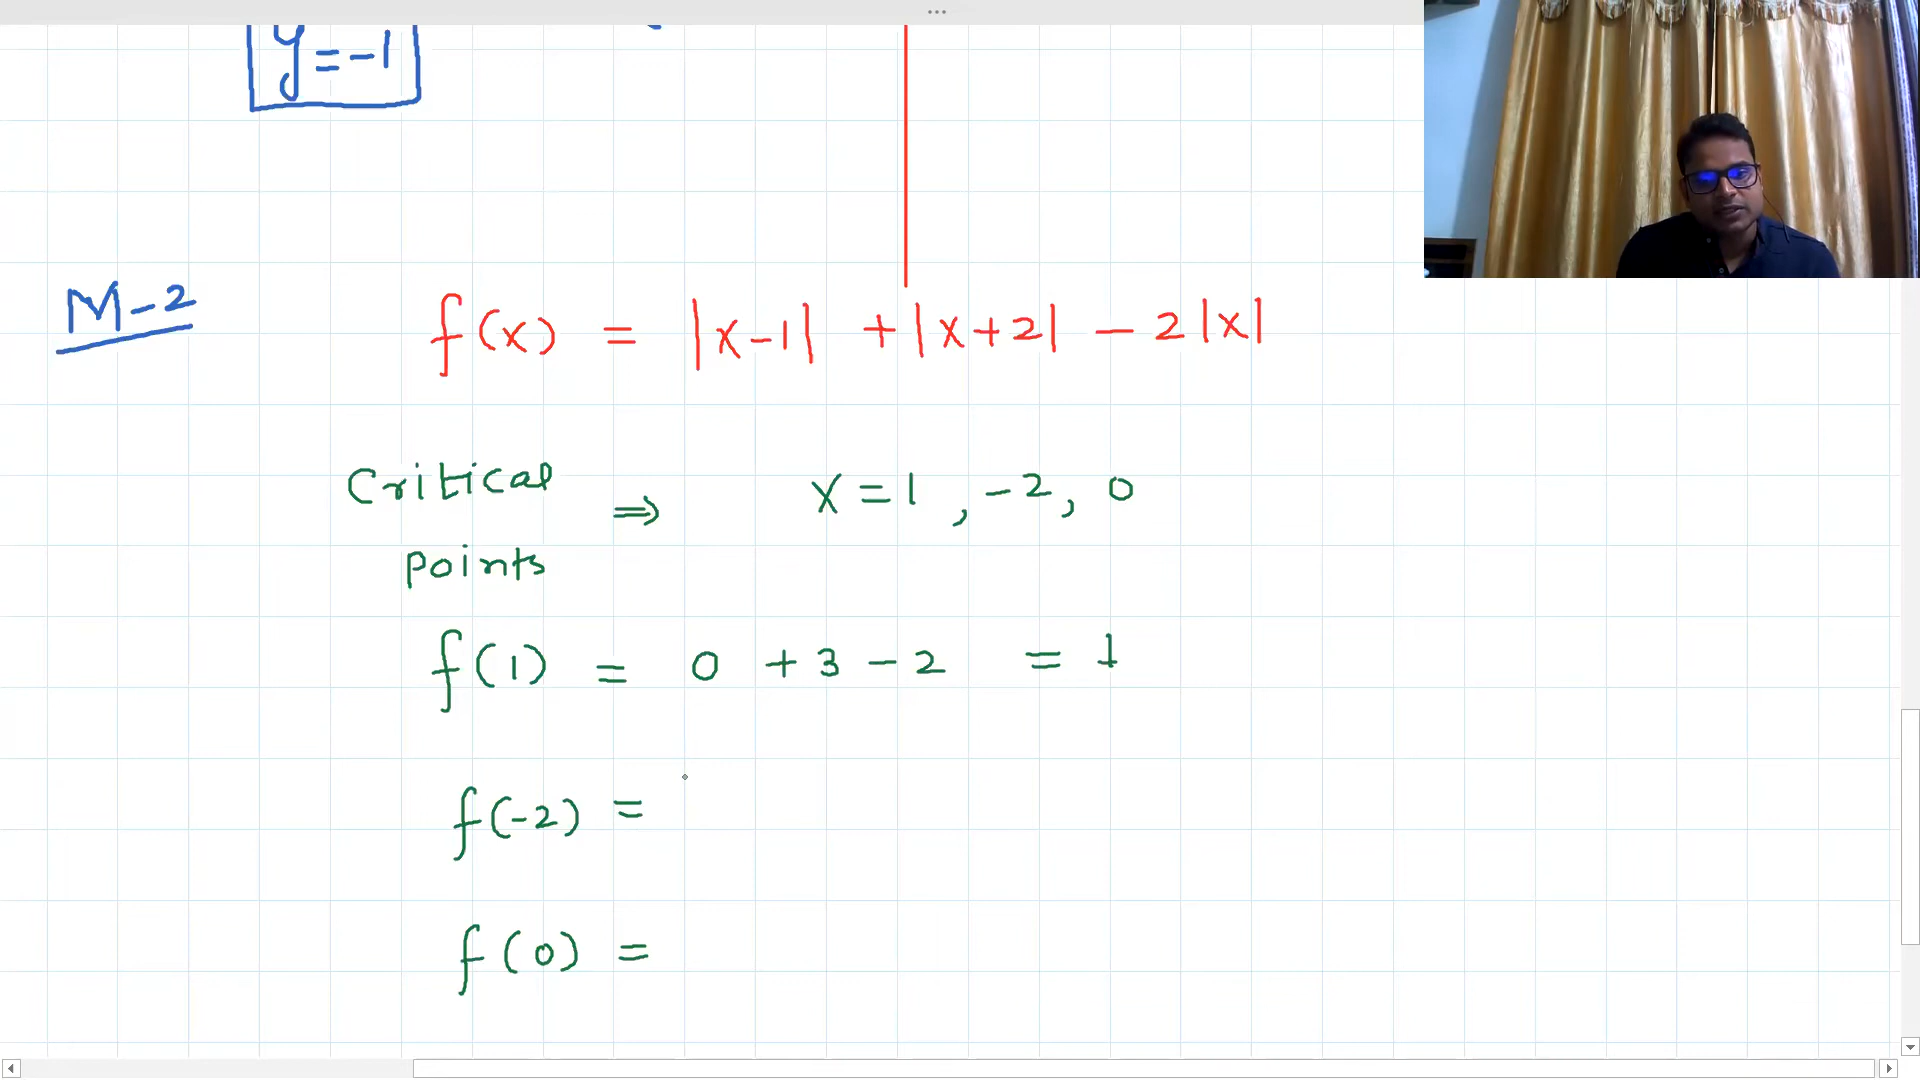 y = -1
M-2
f(x) = |x-1| + |x+2| - 2|x|
Critical points ⇒ x = 1, -2, 0
f(1) = 0 + 3 - 2 = 1
f(-2) =
f(0) =